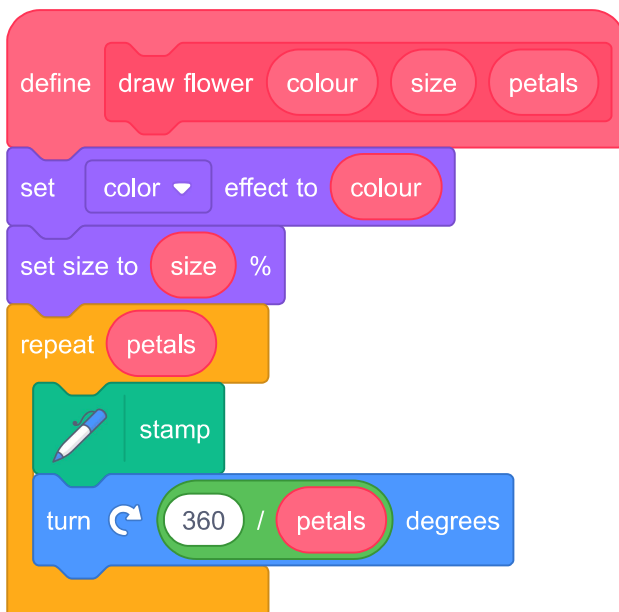 define draw flower colour size petals
set color effect to colour
set size to size %
repeat petals
stamp
turn 360 / petals degrees